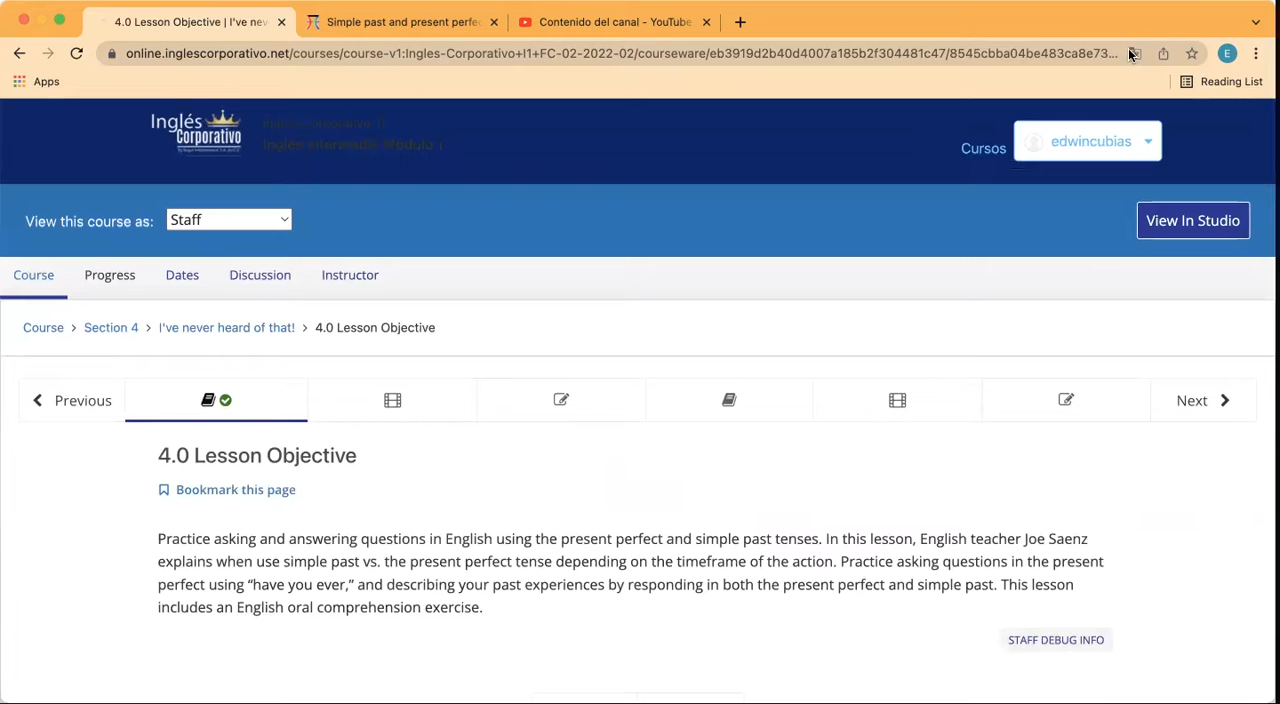 4.0 Lesson Objective | I've nev
Simple past and present perfe
Contenido del canal - YouTube
online.inglescorporativo.net/courses/course-v1:Ingles-Corporativo+I1+FC-02-2022-02/courseware/eb3919d2b40d4007a185b2f304481c47/8545cbba04be483ca8e73...
E
Apps
Reading List
Inglés
Corporativo
Inglés Intermedio Módulo I
Cursos
edwincubias
View this course as:
Staff
View In Studio
Course Progress Dates Discussion Instructor
Course > Section 4 > I've never heard of that! > 4.0 Lesson Objective
Previous
Next
4.0 Lesson Objective
Bookmark this page
Practice asking and answering questions in English using the present perfect and simple past tenses. In this lesson, English teacher Joe Saenz
explains when use simple past vs. the present perfect tense depending on the timeframe of the action. Practice asking questions in the present
perfect using “have you ever,” and describing your past experiences by responding in both the present perfect and simple past. This lesson
includes an English oral comprehension exercise.
STAFF DEBUG INFO